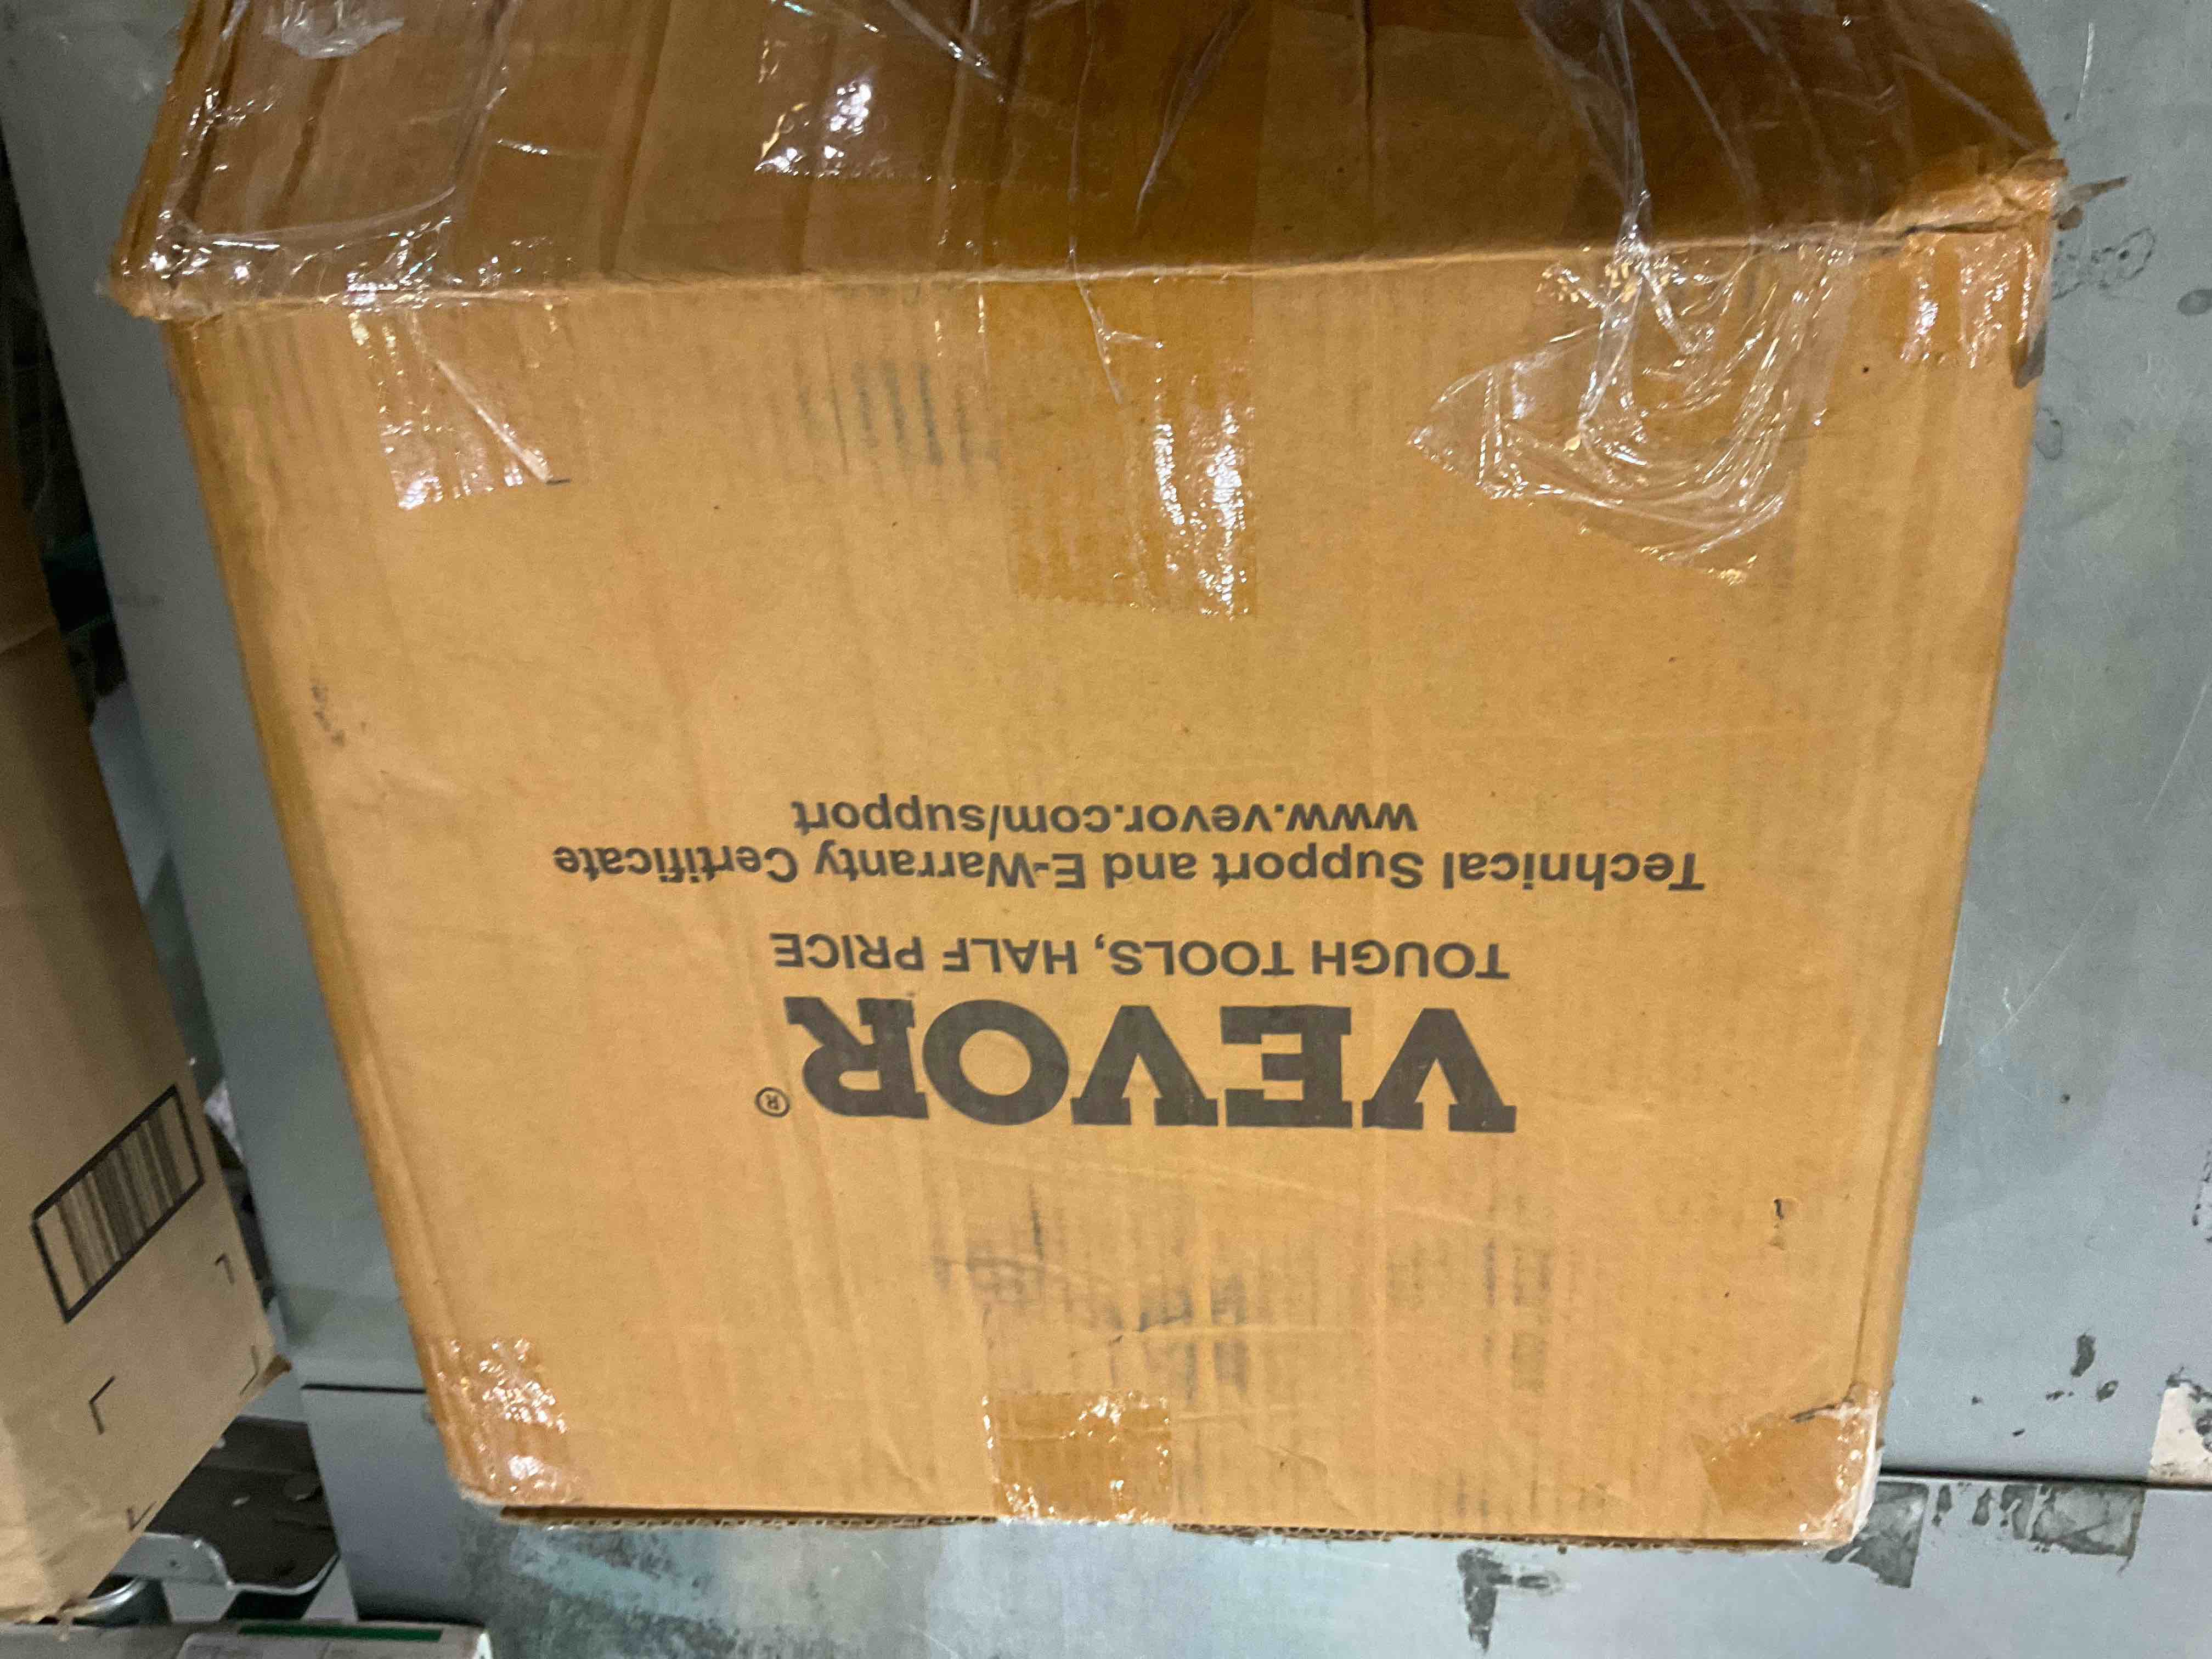 VEVOR®
TOUGH TOOLS, HALF PRICE
Technical Support and E-Warranty Certificate
www.vevor.com/support